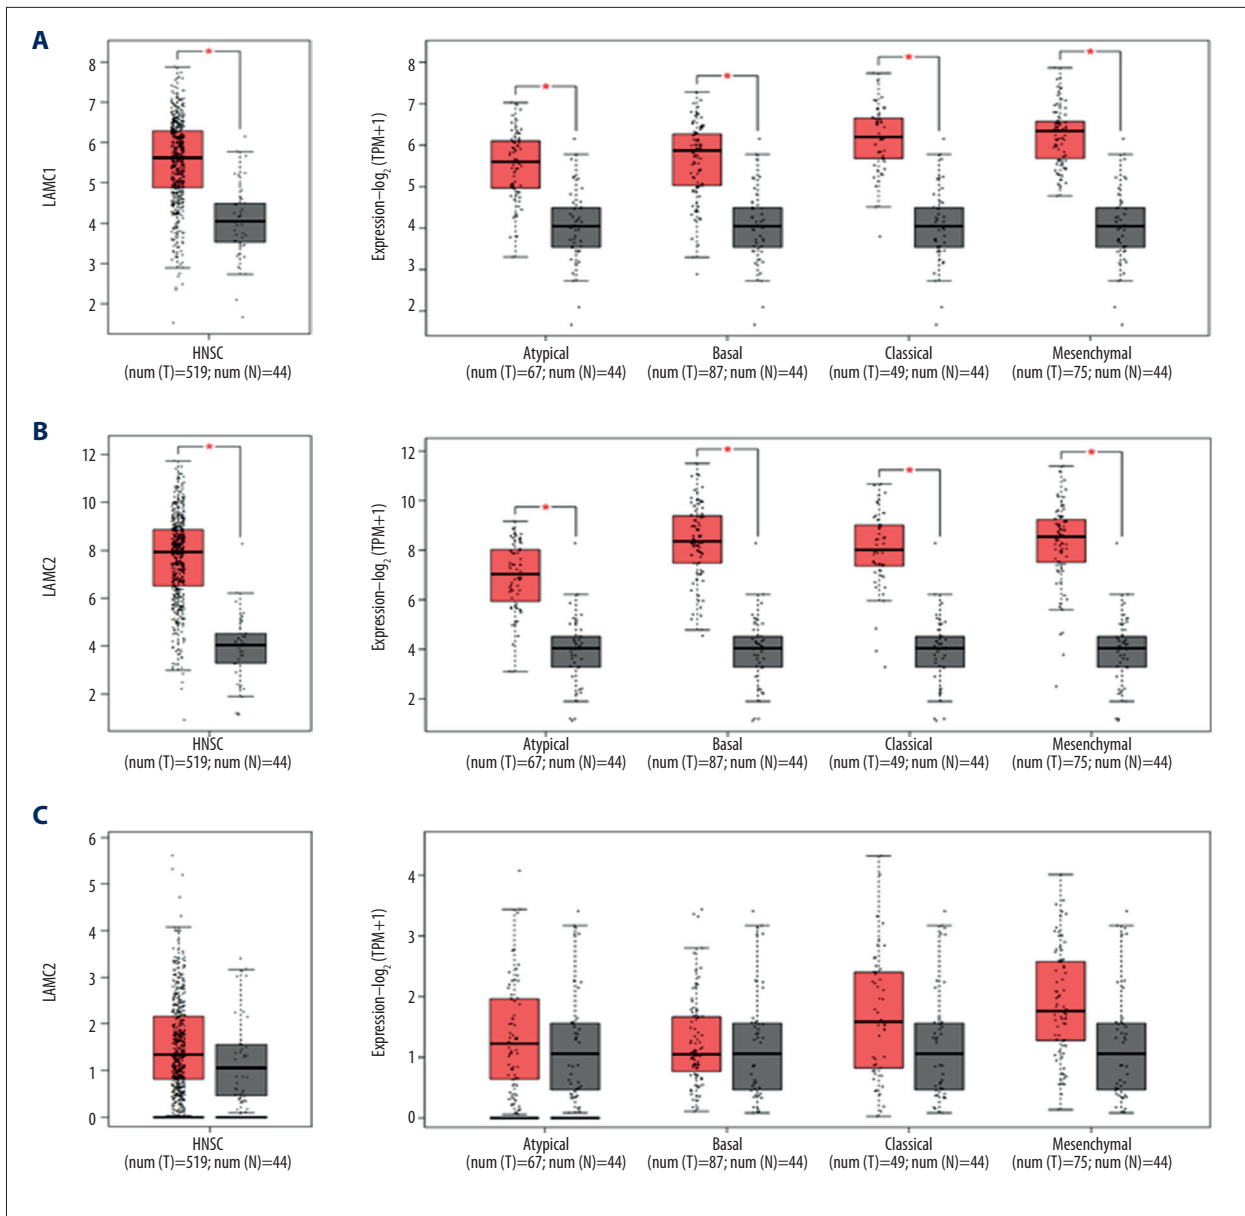 A
LAMC1
8
7
6
5
4
3
2
*
HNSC
(num (T)=519; num (N)=44)
Expression–log2 (TPM+1)
8
7
6
5
4
3
2
* * * *
Atypical Basal Classical Mesenchymal
(num (T)=67; num (N)=44) (num (T)=87; num (N)=44) (num (T)=49; num (N)=44) (num (T)=75; num (N)=44)
B
LAMC2
12
10
8
6
4
2
*
HNSC
(num (T)=519; num (N)=44)
Expression–log2 (TPM+1)
12
10
8
6
4
2
* * * *
Atypical Basal Classical Mesenchymal
(num (T)=67; num (N)=44) (num (T)=87; num (N)=44) (num (T)=49; num (N)=44) (num (T)=75; num (N)=44)
C
LAMC2
6
5
4
3
2
1
0
HNSC
(num (T)=519; num (N)=44)
Expression–log2 (TPM+1)
4
3
2
1
0
Atypical Basal Classical Mesenchymal
(num (T)=67; num (N)=44) (num (T)=87; num (N)=44) (num (T)=49; num (N)=44) (num (T)=75; num (N)=44)